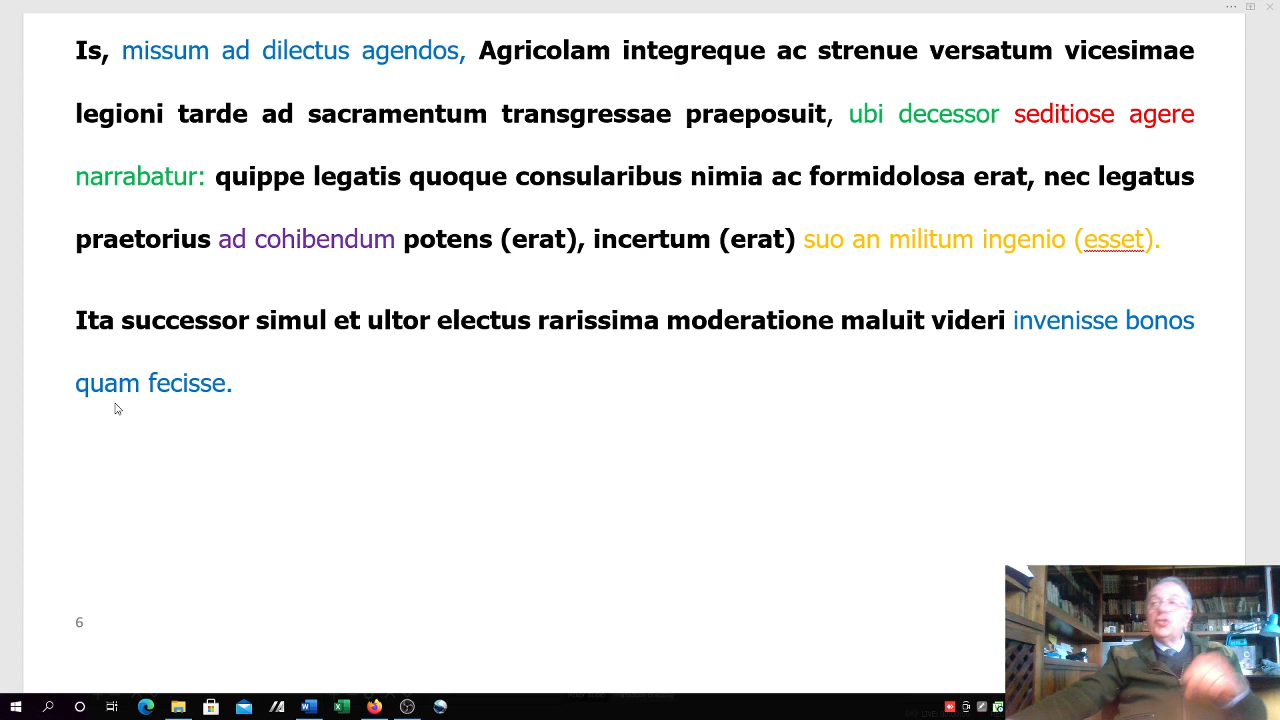 Is, missum ad dilectus agendos, Agricolam integreque ac strenue versatum vicesimae
legioni tarde ad sacramentum transgressae praeposuit, ubi decessor seditiose agere
narrabatur: quippe legatis quoque consularibus nimia ac formidolosa erat, nec legatus
praetorius ad cohibendum potens (erat), incertum (erat) suo an militum ingenio (esset).
Ita successor simul et ultor electus rarissima moderatione maluit videri invenisse bonos
quam fecisse.
6